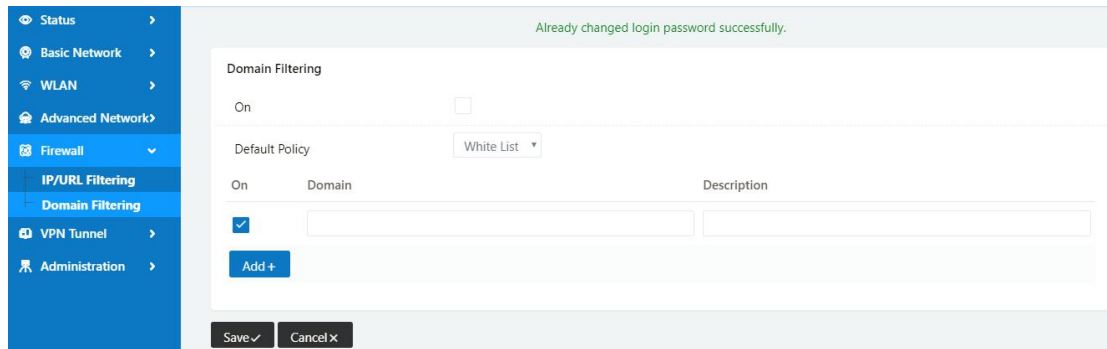 Status
Basic Network
WLAN
Advanced Network
Firewall
IP/URL Filtering
Domain Filtering
VPN Tunnel
Administration
Already changed login password successfully.
Domain Filtering
On
Default Policy White List
On Domain Description
Add+
Save Cancel